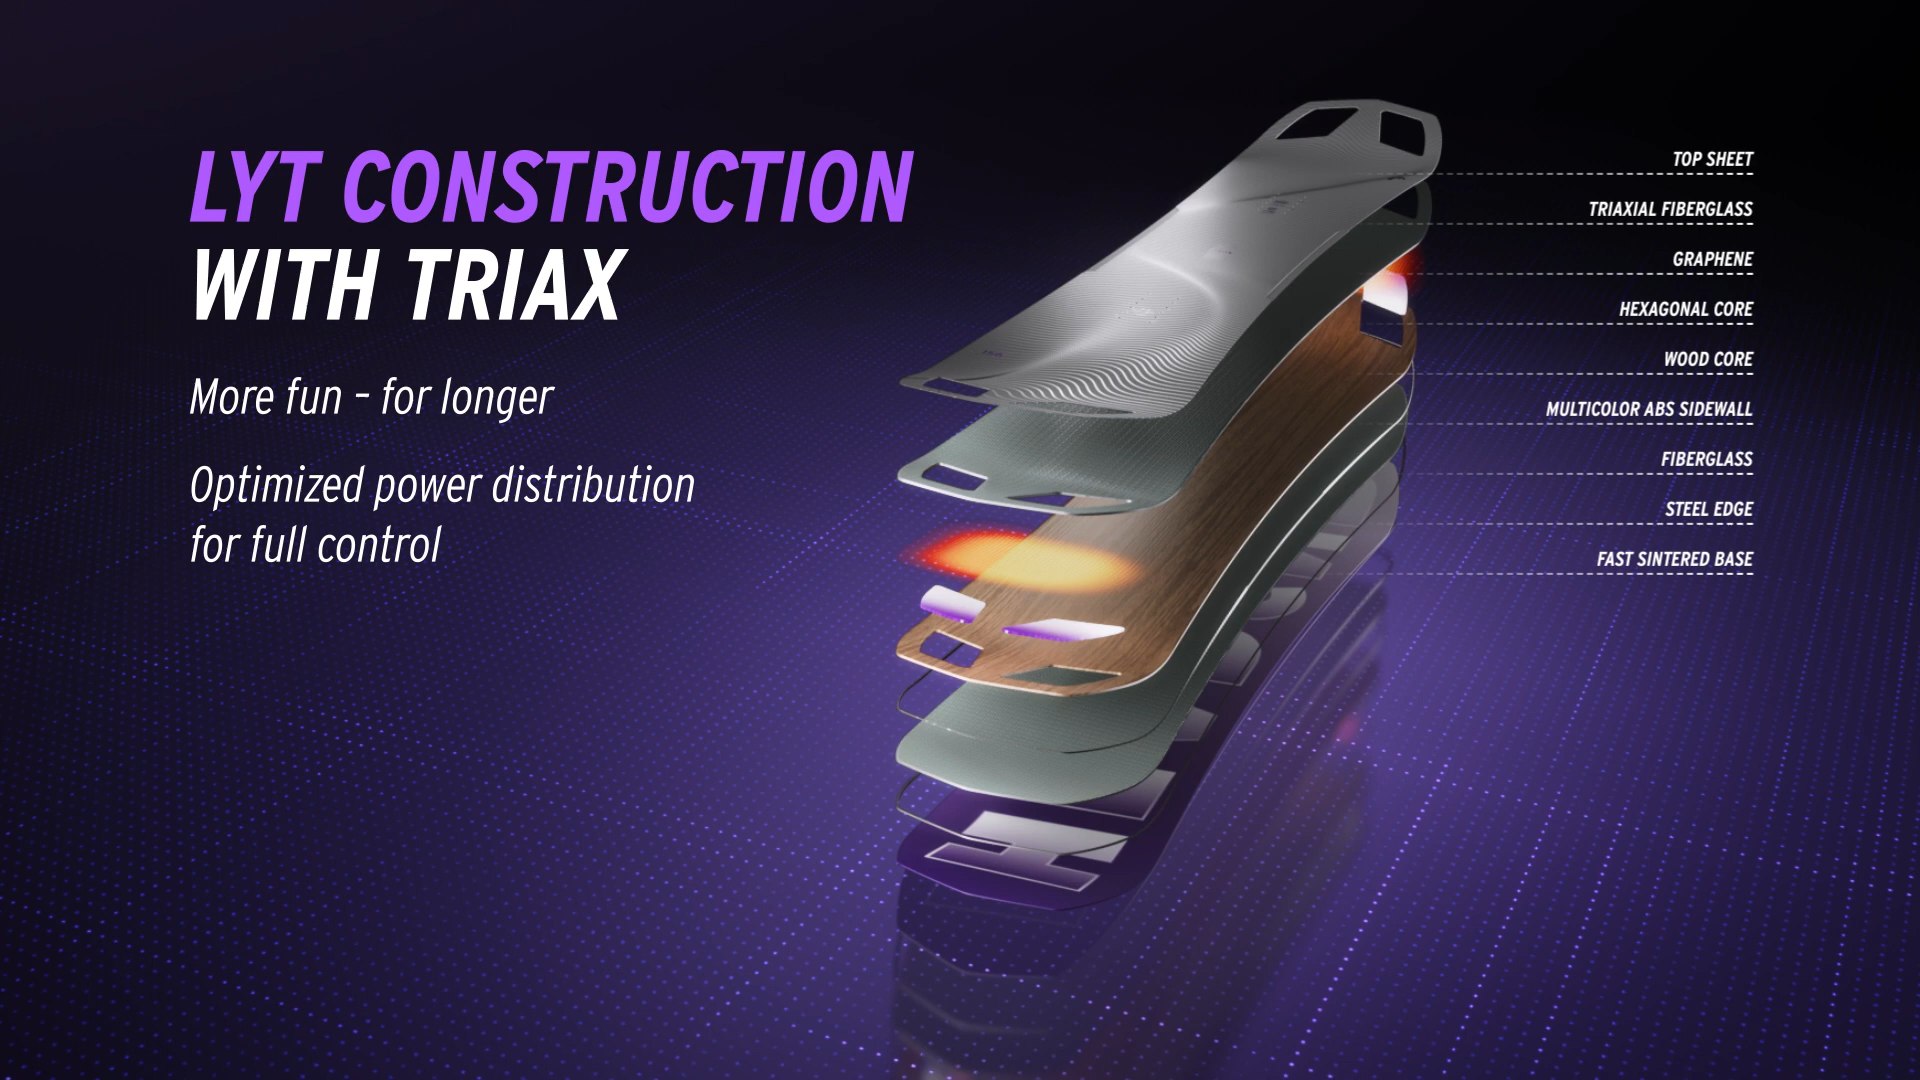 LYT CONSTRUCTION
WITH TRIAX
More fun – for longer
Optimized power distribution
for full control
TOP SHEET
TRIAXIAL FIBERGLASS
GRAPHENE
HEXAGONAL CORE
WOOD CORE
MULTICOLOR ABS SIDEWALL
FIBERGLASS
STEEL EDGE
FAST SINTERED BASE